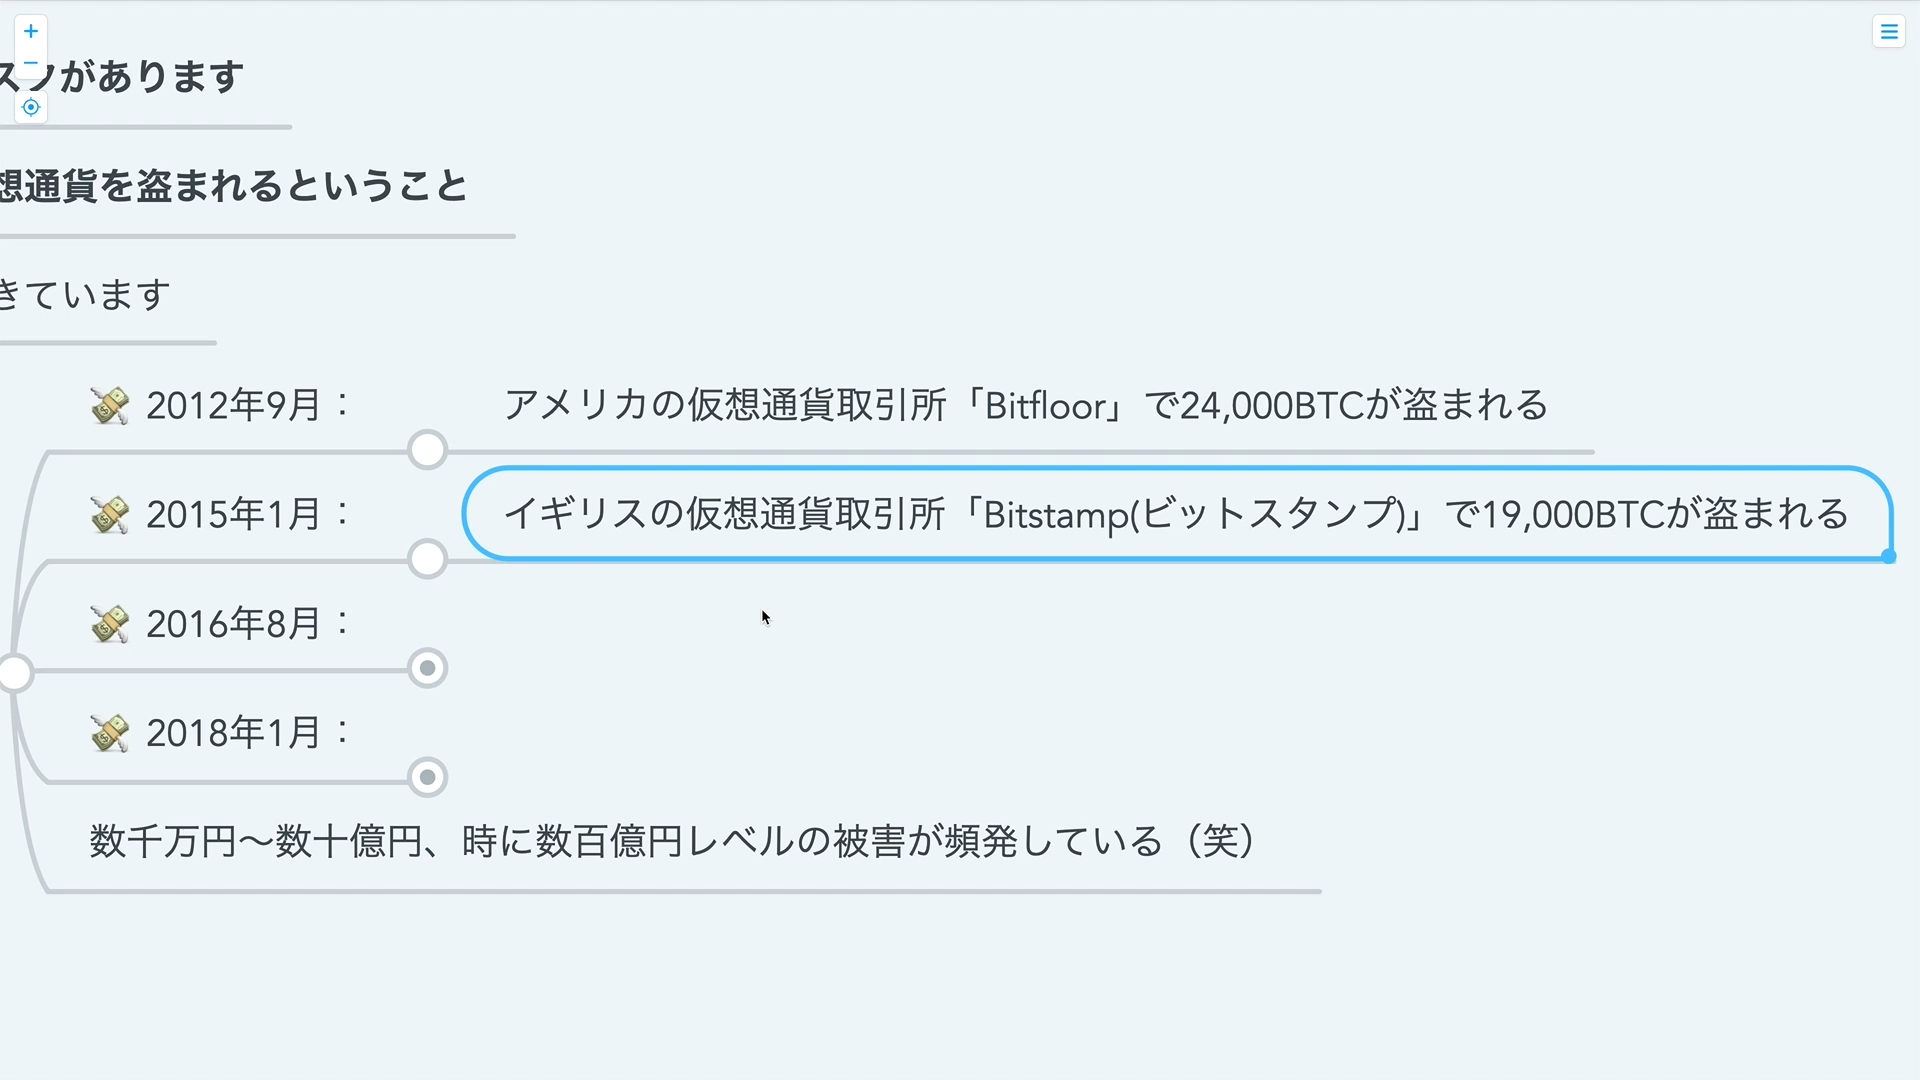 があります
想通貨を盗まれるということ
きています
2012年9月：
アメリカの仮想通貨取引所「Bitfloor」で24,000BTCが盗まれる
2015年1月：
イギリスの仮想通貨取引所「Bitstamp(ビットスタンプ)」で19,000BTCが盗まれる
2016年8月：
2018年1月：
数千万円〜数十億円、時に数百億円レベルの被害が頻発している（笑）